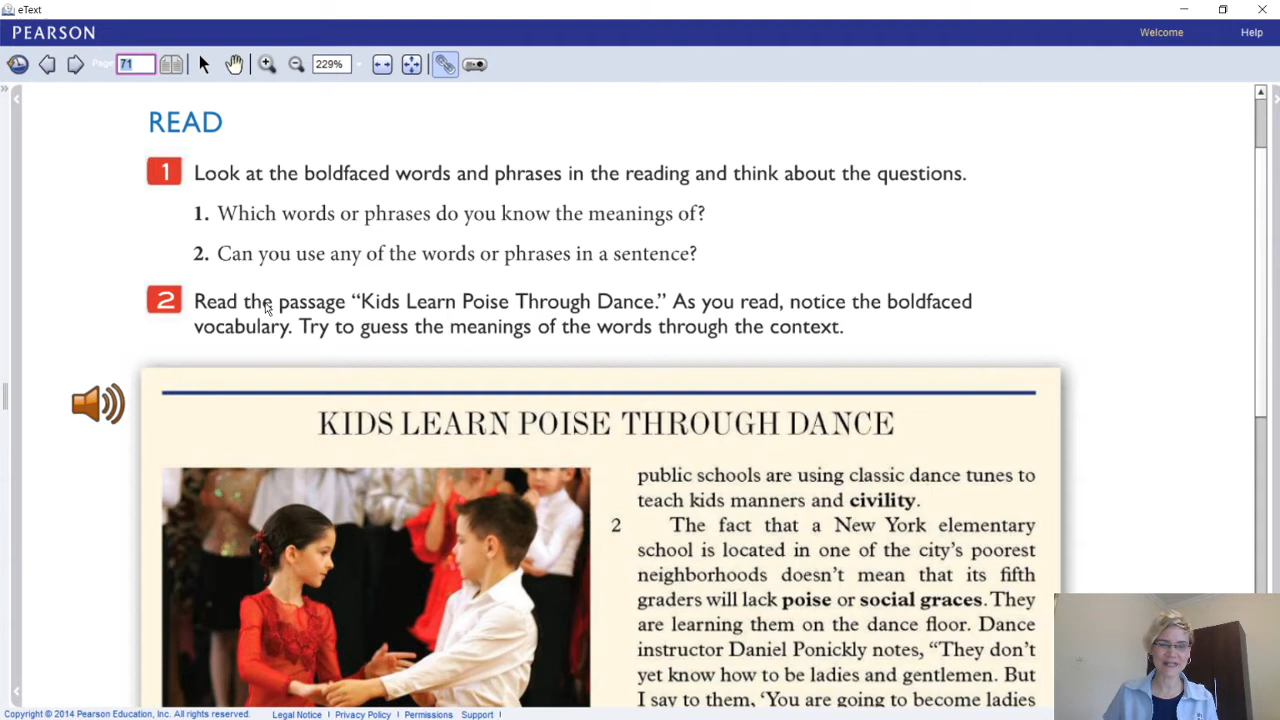 eText
PEARSON
Welcome
Help
Page 71
229%
READ
1 Look at the boldfaced words and phrases in the reading and think about the questions.
1. Which words or phrases do you know the meanings of?
2. Can you use any of the words or phrases in a sentence?
2 Read the passage “Kids Learn Poise Through Dance.” As you read, notice the boldfaced
vocabulary. Try to guess the meanings of the words through the context.
KIDS LEARN POISE THROUGH DANCE
public schools are using classic dance tunes to
teach kids manners and civility.
2 The fact that a New York elementary
school is located in one of the city’s poorest
neighborhoods doesn’t mean that its fifth
graders will lack poise or social graces. They
are learning them on the dance floor. Dance
instructor Daniel Ponickly notes, “They don’t
yet know how to be ladies and gentlemen. But
I say to them, ‘You are going to become ladies
Copyright © 2014 Pearson Education, Inc. All rights reserved.
Legal Notice | Privacy Policy | Permissions Support |